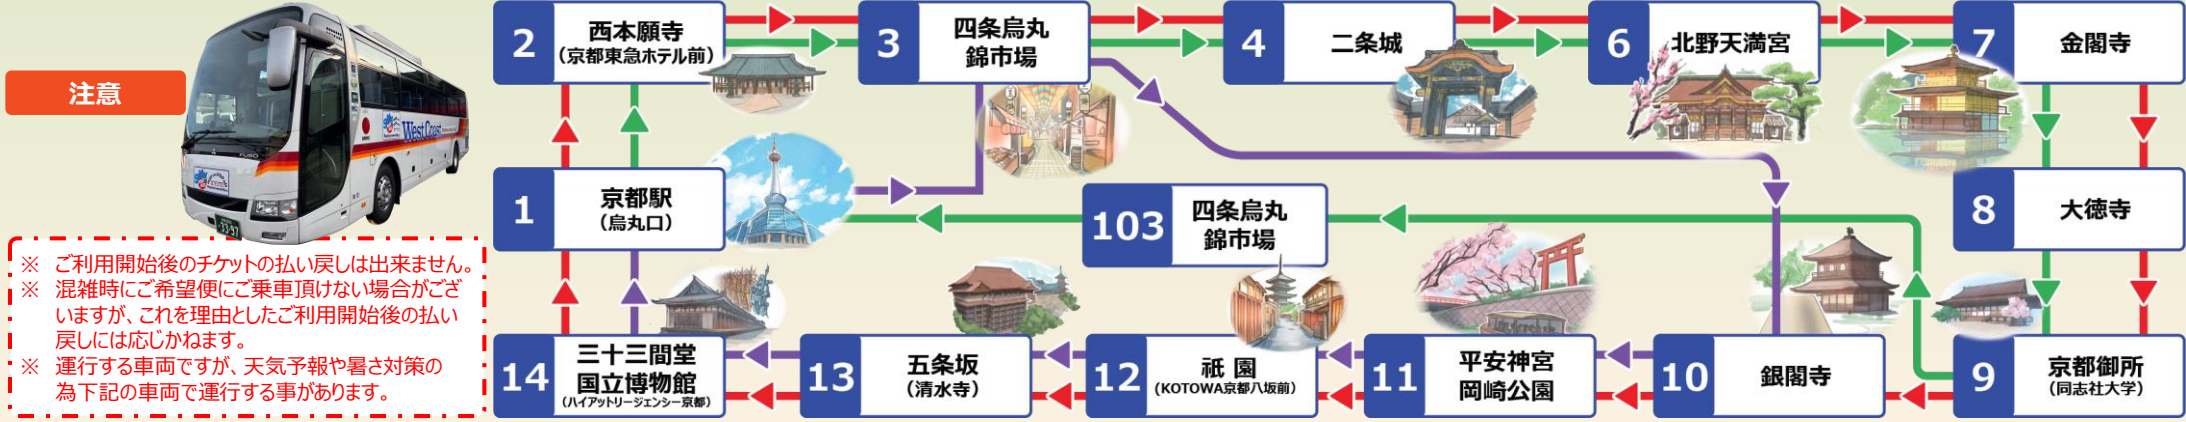 注意
West Coast
FUSO
※ ご利用開始後のチケットの払い戻しは出来ません。
※ 混雑時にご希望便にご乗車頂けない場合がござ
いますが、これを理由としたご利用開始後の払い
戻しには応じかねます。
※ 運行する車両ですが、天気予報や暑さ対策の
為下記の車両で運行する事があります。
2
西本願寺
(京都東急ホテル前)
3
四条烏丸
錦市場
4
二条城
6
北野天満宮
7
金閣寺
1
京都駅
(烏丸口)
103
四条烏丸
錦市場
8
大徳寺
14
三十三間堂
国立博物館
(ハイアットリージェンシー京都)
13
五条坂
(清水寺)
12
祇園
(KOTOWA京都八坂前)
11
平安神宮
岡崎公園
10
銀閣寺
9
京都御所
(同志社大学)